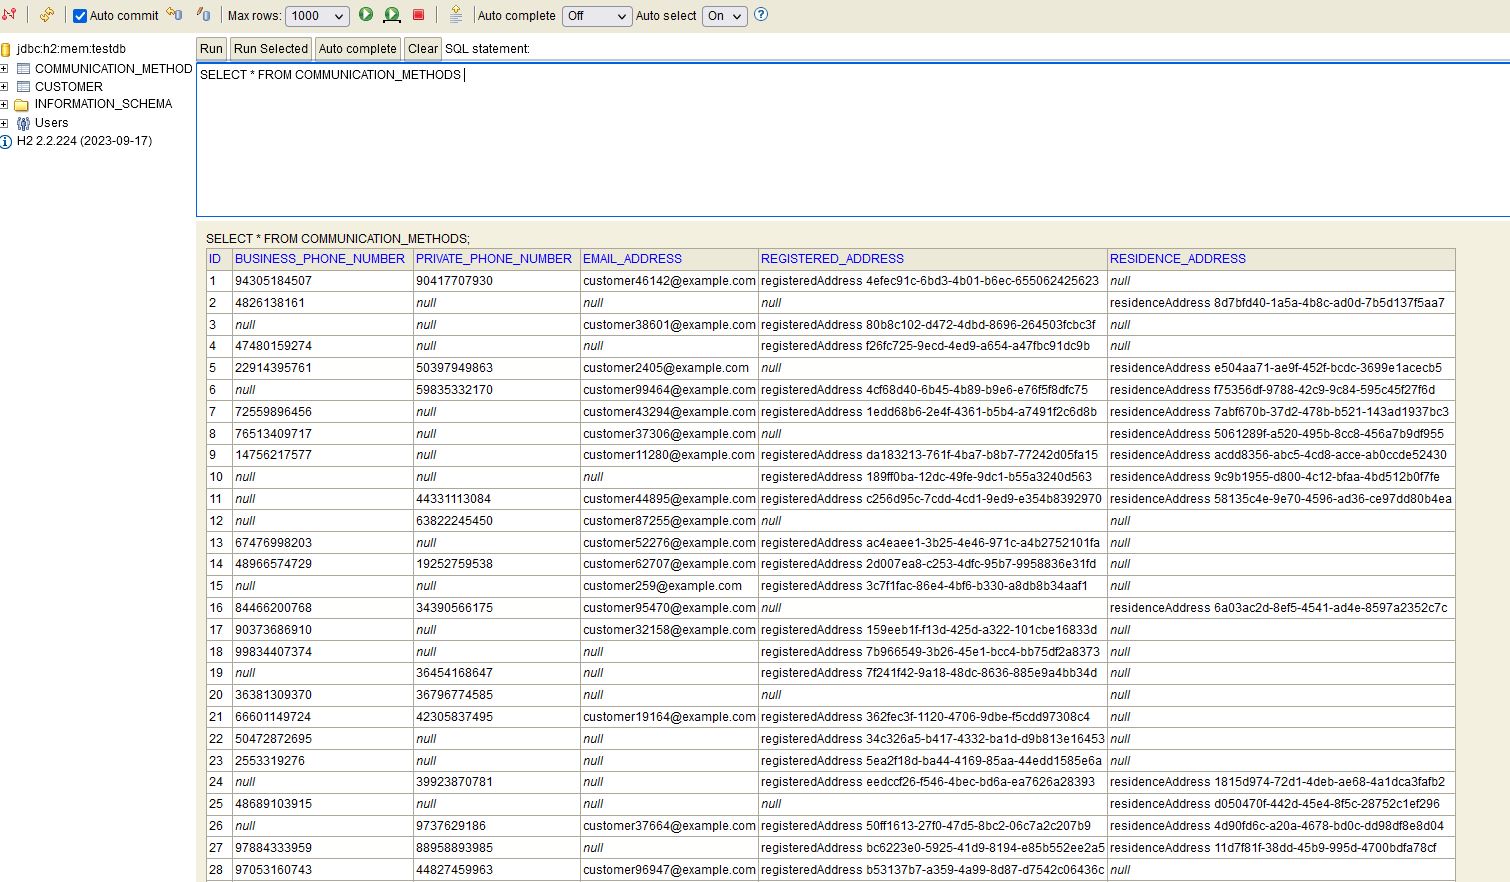 Auto commit Max rows: 1000 Auto complete Off Auto select On
jdbc:h2:mem:testdb
COMMUNICATION_METHOD
CUSTOMER
INFORMATION_SCHEMA
Users
H2 2.2.224 (2023-09-17)
Run Run Selected Auto complete Clear SQL statement:
SELECT * FROM COMMUNICATION_METHODS
SELECT * FROM COMMUNICATION_METHODS;
ID BUSINESS_PHONE_NUMBER PRIVATE_PHONE_NUMBER EMAIL_ADDRESS REGISTERED_ADDRESS RESIDENCE_ADDRESS
1 94305184507 90417707930 customer46142@example.com registeredAddress 4efec91c-6bd3-4b01-b6ec-655062425623 null
2 4826138161 null null null residenceAddress 8d7bfd40-1a5a-4b8c-ad0d-7b5d137f5aa7
3 null null customer38601@example.com registeredAddress 80b8c102-d472-4dbd-8696-264503fcbc3f null
4 47480159274 null null registeredAddress f26fc725-9ecd-4ed9-a654-a47fbc91dc9b null
5 22914395761 50397949863 customer2405@example.com null residenceAddress e504aa71-ae9f-452f-bcdc-3699e1acecb5
6 null 59835332170 customer99464@example.com registeredAddress 4cf68d40-6b45-4b89-b9e6-e76f5f8dfc75 residenceAddress f75356df-9788-42c9-9c84-595c45f27f6d
7 72559896456 null customer43294@example.com registeredAddress 1edd68b6-2e4f-4361-b5b4-a7491f2c6d8b residenceAddress 7abf670b-37d2-478b-b521-143ad1937bc3
8 76513409717 null customer37306@example.com null residenceAddress 5061289f-a520-495b-8cc8-456a7b9df955
9 14756217577 null customer11280@example.com registeredAddress da183213-761f-4ba7-b8b7-77242d05fa15 residenceAddress acdd8356-abc5-4cd8-acce-ab0ccde52430
10 null null null registeredAddress 189ff0ba-12dc-49fe-9dc1-b55a3240d563 residenceAddress 9c9b1955-d800-4c12-bfaa-4bd512b0f7fe
11 null 44331113084 customer44895@example.com registeredAddress c256d95c-7cdd-4cd1-9ed9-e354b8392970 residenceAddress 58135c4e-9e70-4596-ad36-ce97dd80b4ea
12 null 63822245450 customer87255@example.com null null
13 67476998203 null customer52276@example.com registeredAddress ac4eaee1-3b25-4e46-971c-a4b2752101fa null
14 48966574729 19252759538 customer62707@example.com registeredAddress 2d007ea8-c253-4dfc-95b7-9958836e31fd null
15 null null customer259@example.com registeredAddress 3c7f1fac-86e4-4bf6-b330-a8db8b34aaf1 null
16 84466200768 34390566175 customer95470@example.com null residenceAddress 6a03ac2d-8ef5-4541-ad4e-8597a2352c7c
17 90373686910 null customer32158@example.com registeredAddress 159eeb1f-f13d-425d-a322-101cbe16833d null
18 99834407374 null null registeredAddress 7b966549-3b26-45e1-bcc4-bb75df2a8373 null
19 null 36454168647 null registeredAddress 7f241f42-9a18-48dc-8636-885e9a4bb34d null
20 36381309370 36796774585 null null null
21 66601149724 42305837495 customer19164@example.com registeredAddress 362fec3f-1120-4706-9dbe-f5cdd97308c4 null
22 50472872695 null null registeredAddress 34c326a5-b417-4332-ba1d-d9b813e16453 null
23 2553319276 null null registeredAddress 5ea2f18d-ba44-4169-85aa-44edd1585e6a null
24 null 39923870781 null registeredAddress eedccf26-f546-4bec-bd6a-ea7626a28393 residenceAddress 1815d974-72d1-4deb-ae68-4a1dca3fafb2
25 48689103915 null null null residenceAddress d050470f-442d-45e4-8f5c-28752c1ef296
26 null 9737629186 customer37664@example.com registeredAddress 50ff1613-27f0-47d5-8bc2-06c7a2c207b9 residenceAddress 4d90fd6c-a20a-4678-bd0c-dd98df8e8d04
27 97884333959 88958893985 null registeredAddress bc6223e0-5925-41d9-8194-e85b552ee2a5 residenceAddress 11d7f81f-38dd-45b9-995d-4700bdfa78cf
28 97053160743 44827459963 customer96947@example.com registeredAddress b53137b7-a359-4a99-8d87-d7542c06436c null